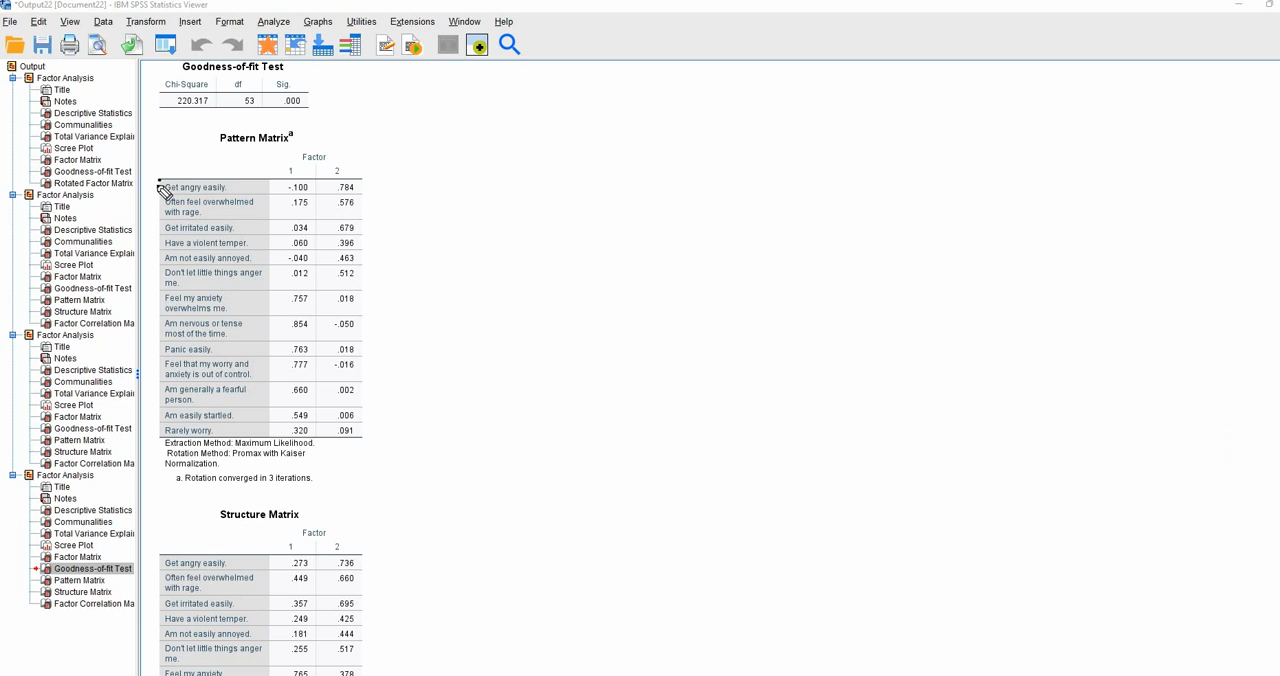 *Output22 [Document22] - IBM SPSS Statistics Viewer
File Edit View Data Transform Insert Format Analyze Graphs Utilities Extensions Window Help
Output
Factor Analysis
Title
Notes
Descriptive Statistics
Communalities
Total Variance Explai
Scree Plot
Factor Matrix
Goodness-of-fit Test
Rotated Factor Matrix
Factor Analysis
Title
Notes
Descriptive Statistics
Communalities
Total Variance Explai
Scree Plot
Factor Matrix
Goodness-of-fit Test
Pattern Matrix
Structure Matrix
Factor Correlation Ma
Factor Analysis
Title
Notes
Descriptive Statistics
Communalities
Total Variance Explai
Scree Plot
Factor Matrix
Goodness-of-fit Test
Pattern Matrix
Structure Matrix
Factor Correlation Ma
Factor Analysis
Title
Notes
Descriptive Statistics
Communalities
Total Variance Explai
Scree Plot
Factor Matrix
Goodness-of-fit Test
Pattern Matrix
Structure Matrix
Factor Correlation Ma
Goodness-of-fit Test
Chi-Square df Sig.
220.317 53 .000
Pattern Matrixa
Factor
1 2
Get angry easily. -.100 .784
Often feel overwhelmed .175 .576
with rage.
Get irritated easily. .034 .679
Have a violent temper. .060 .396
Am not easily annoyed. -.040 .463
Don't let little things anger .012 .512
me.
Feel my anxiety .757 .018
overwhelms me.
Am nervous or tense .854 -.050
most of the time.
Panic easily. .763 .018
Feel that my worry and .777 -.016
anxiety is out of control.
Am generally a fearful .660 .002
person.
Am easily startled. .549 .006
Rarely worry. .320 .091
Extraction Method: Maximum Likelihood.
Rotation Method: Promax with Kaiser
Normalization.
a. Rotation converged in 3 iterations.
Structure Matrix
Factor
1 2
Get angry easily. .273 .736
Often feel overwhelmed .449 .660
with rage.
Get irritated easily. .357 .695
Have a violent temper. .249 .425
Am not easily annoyed. .181 .444
Don't let little things anger .255 .517
me.
Feel my anxiety .765 .378